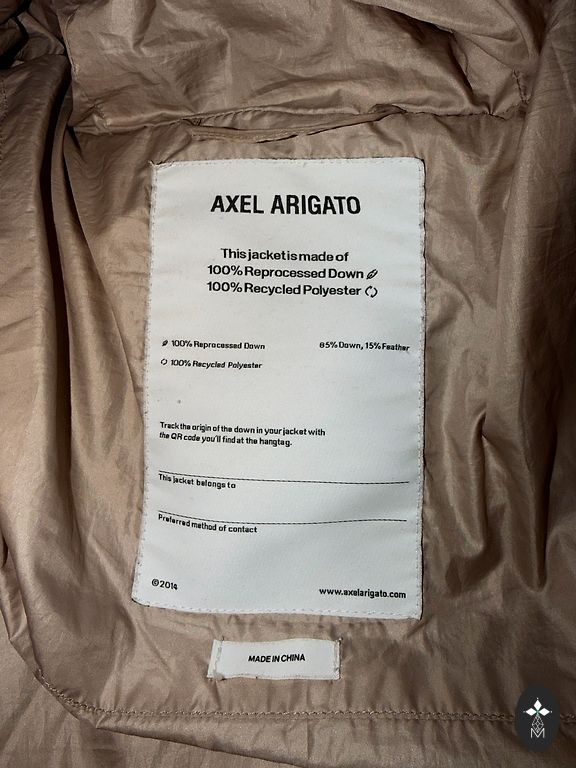 AXEL ARIGATO
This jacket is made of
100% Reprocessed Down
100% Recycled Polyester
100% Reprocessed Down 85% Down, 15% Feather
100% Recycled Polyester
Track the origin of the down in your jacket with
the QR code you'll find at the hangtag.
This jacket belongs to
Preferred method of contact
©2014 www.axelarigato.com
MADE IN CHINA
M